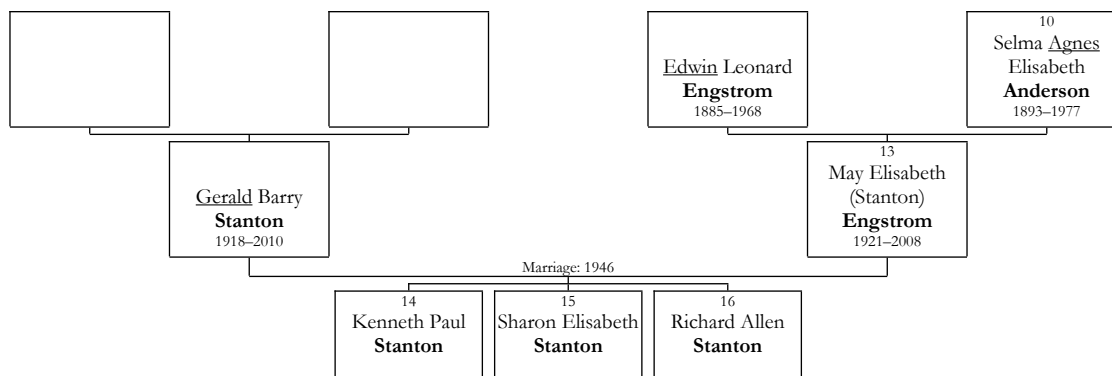 10
Selma Agnes
Elisabeth
Anderson
1893–1977
Edwin Leonard
Engstrom
1885–1968
Gerald Barry
Stanton
1918–2010
13
May Elisabeth
(Stanton)
Engstrom
1921–2008
Marriage: 1946
14
Kenneth Paul
Stanton
15
Sharon Elisabeth
Stanton
16
Richard Allen
Stanton